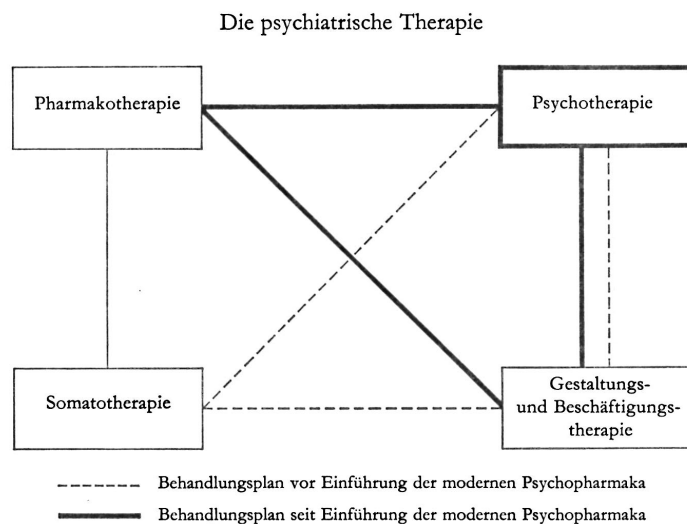 Die psychiatrische Therapie
Pharmakotherapie
Psychotherapie
Somatotherapie
Gestaltungs-
und Beschäftigungs-
therapie
Behandlungsplan vor Einführung der modernen Psychopharmaka
Behandlungsplan seit Einführung der modernen Psychopharmaka